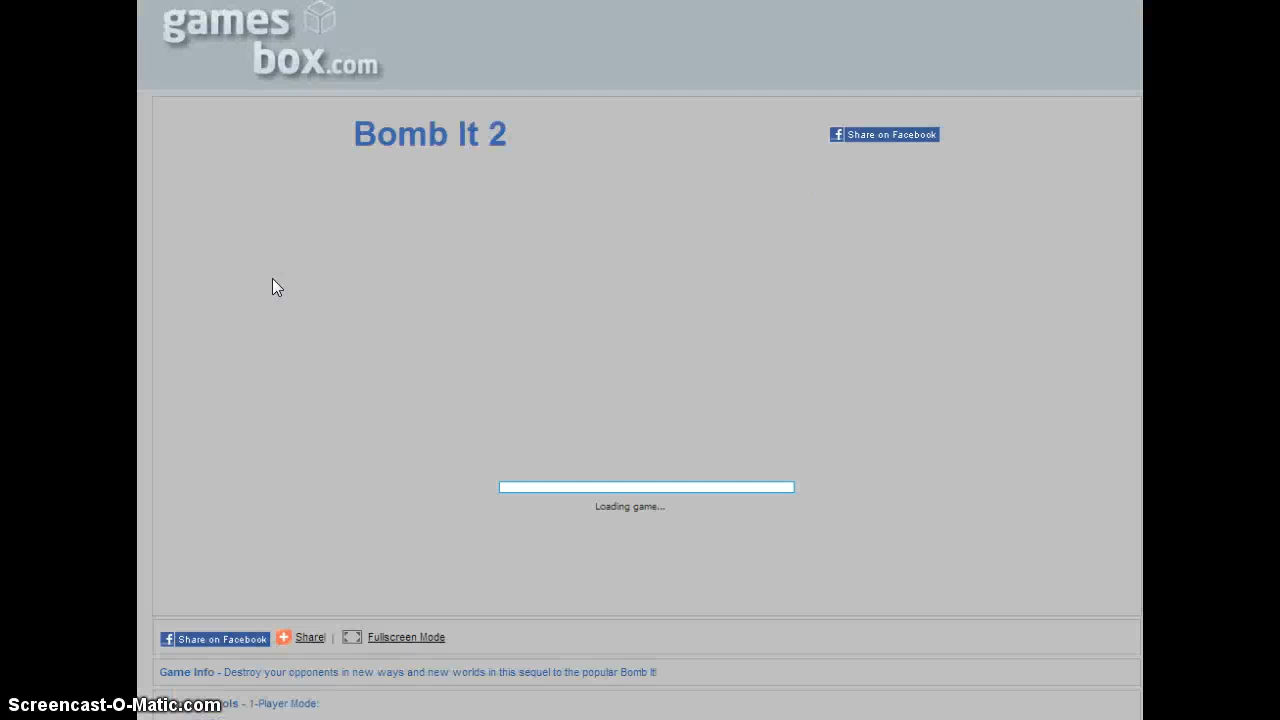 games
box.com
Bomb It 2
Share on Facebook
Loading game...
Share on Facebook Share | Fullscreen Mode
Game Info - Destroy your opponents in new ways and new worlds in this sequel to the popular Bomb It!
- 1-Player Mode:
Screencast-O-Matic.com